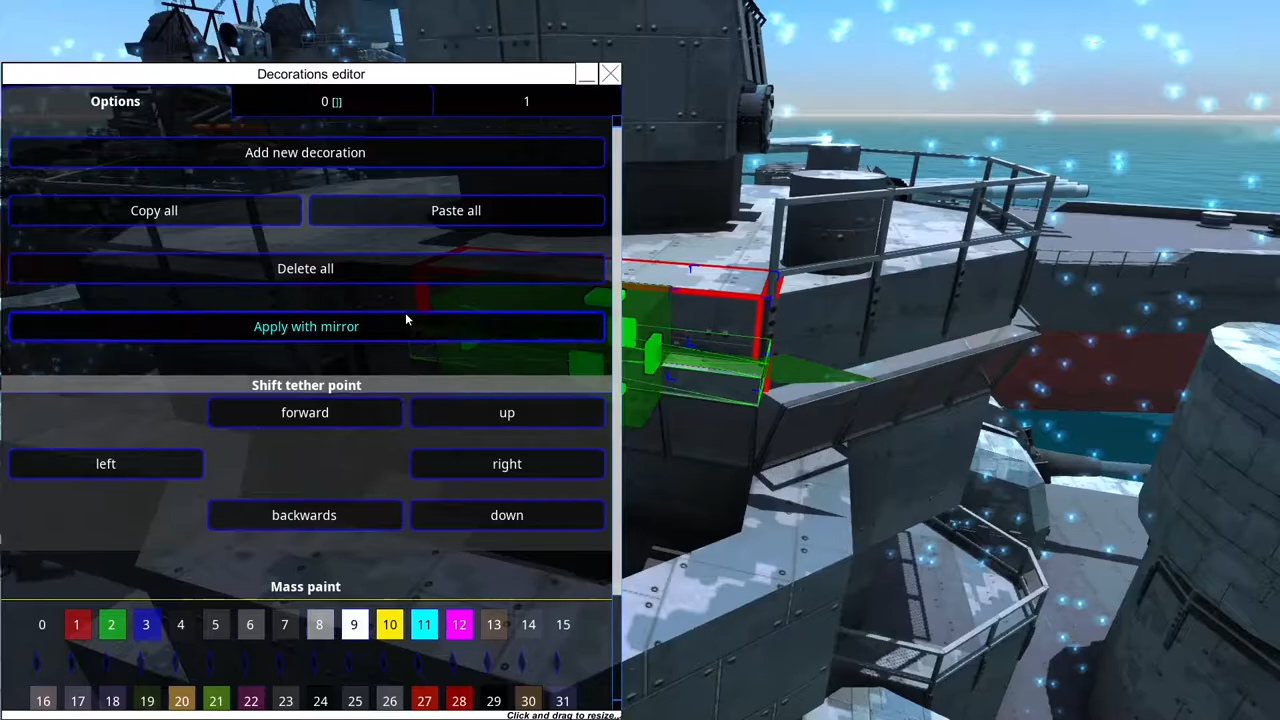 Decorations editor
Options 0 [] 1
Add new decoration
Copy all Paste all
Delete all
Apply with mirror
Shift tether point
forward up
left right
backwards down
Mass paint
0 1 2 3 4 5 6 7 8 9 10 11 12 13 14 15
16 17 18 19 20 21 22 23 24 25 26 27 28 29 30 31
Click and drag to resize..